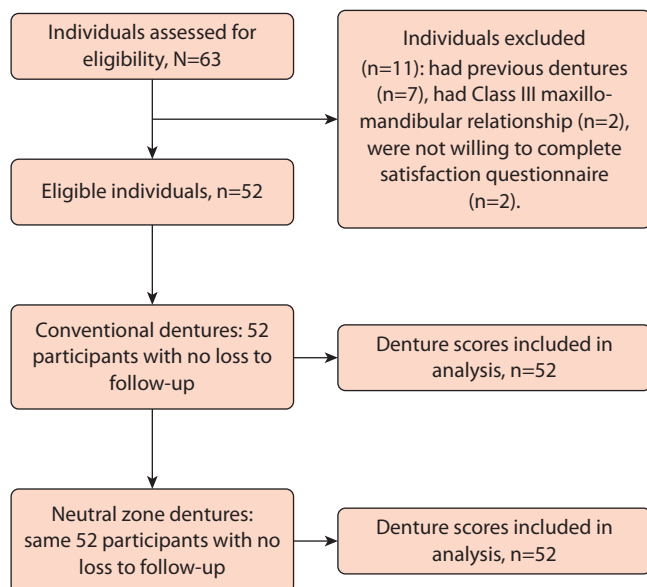 Individuals assessed for
eligibility, N=63
Individuals excluded
(n=11): had previous dentures
(n=7), had Class III maxillo-
mandibular relationship (n=2),
were not willing to complete
satisfaction questionnaire
(n=2).
Eligible individuals, n=52
Conventional dentures: 52
participants with no loss to
follow-up
Denture scores included in
analysis, n=52
Neutral zone dentures:
same 52 participants with no
loss to follow-up
Denture scores included in
analysis, n=52